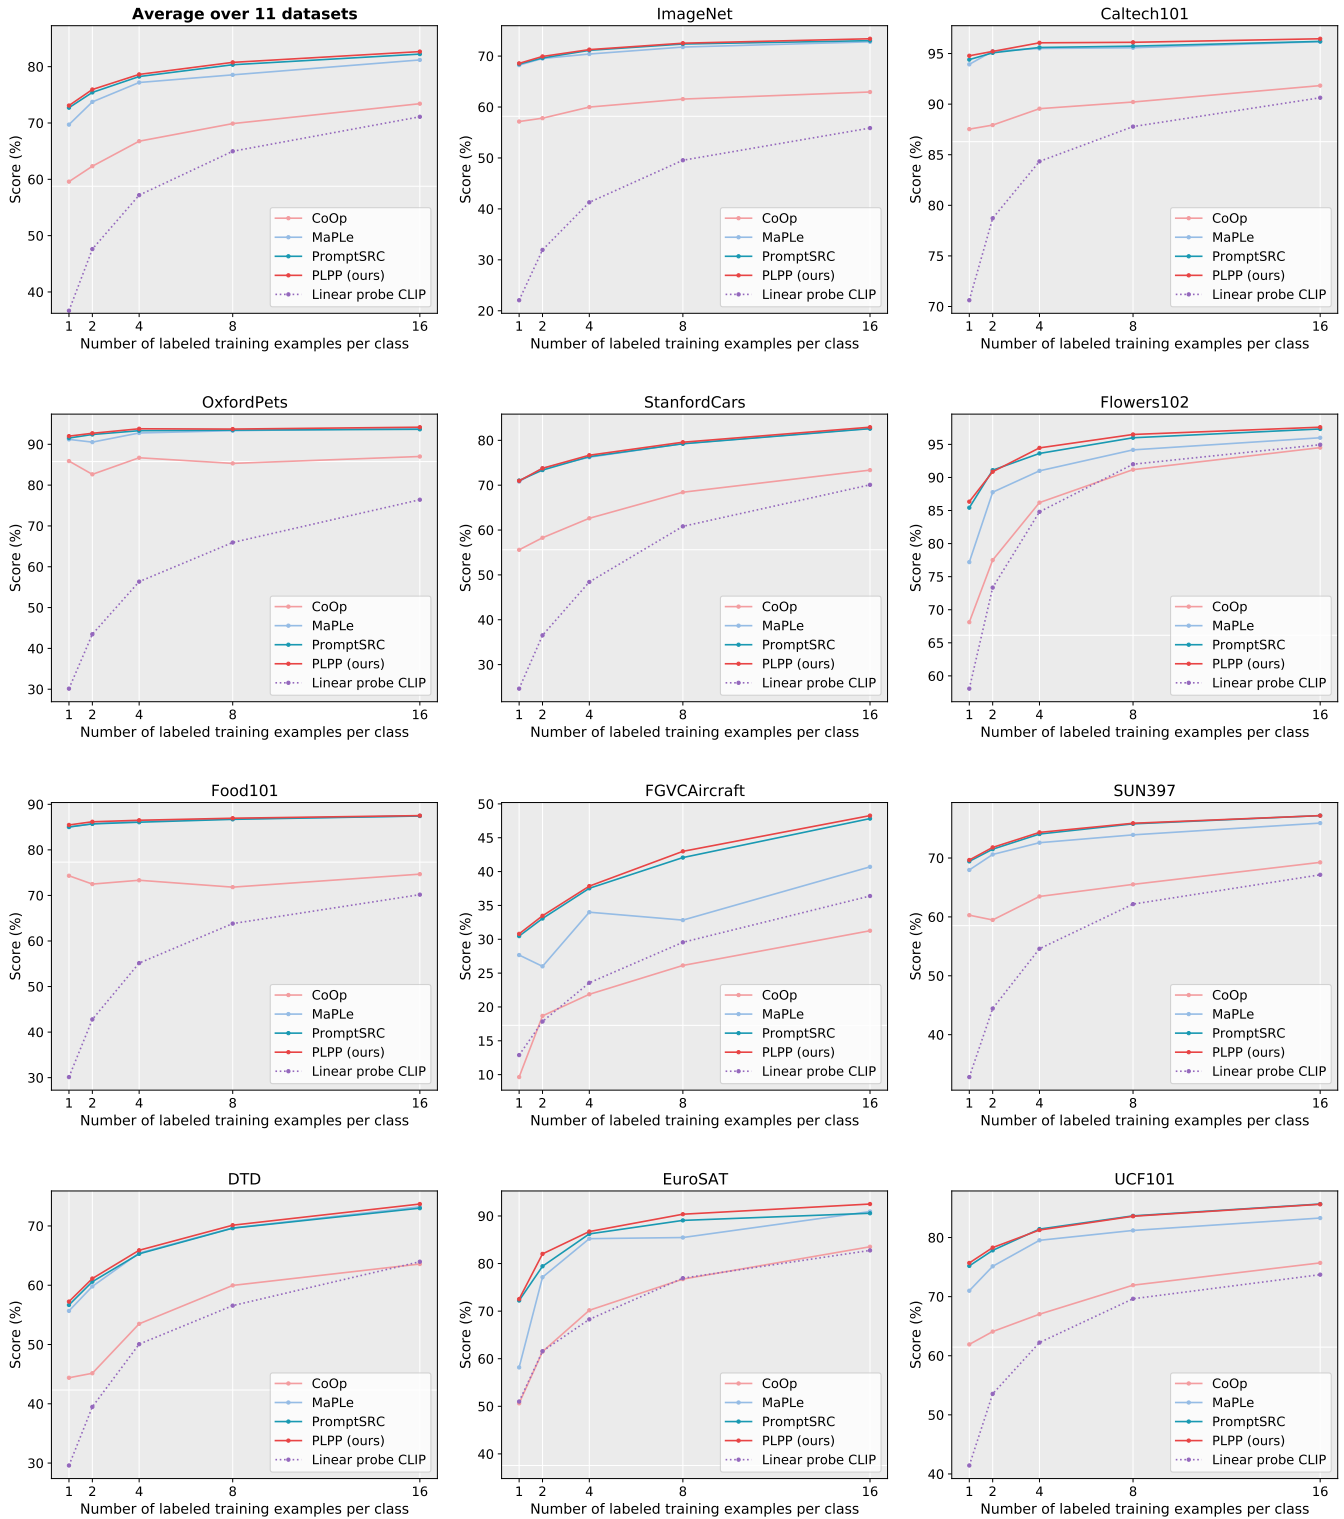 Average over 11 datasets
Score (%)
80
70
60
50
40
CoOp
MaPLe
PromptSRC
PLPP (ours)
Linear probe CLIP
1 2 4 8 16
Number of labeled training examples per class
ImageNet
Score (%)
70
60
50
40
30
20
CoOp
MaPLe
PromptSRC
PLPP (ours)
Linear probe CLIP
1 2 4 8 16
Number of labeled training examples per class
Caltech101
Score (%)
95
90
85
80
75
70
CoOp
MaPLe
PromptSRC
PLPP (ours)
Linear probe CLIP
1 2 4 8 16
Number of labeled training examples per class
OxfordPets
Score (%)
90
80
70
60
50
40
30
CoOp
MaPLe
PromptSRC
PLPP (ours)
Linear probe CLIP
1 2 4 8 16
Number of labeled training examples per class
StanfordCars
Score (%)
80
70
60
50
40
30
CoOp
MaPLe
PromptSRC
PLPP (ours)
Linear probe CLIP
1 2 4 8 16
Number of labeled training examples per class
Flowers102
Score (%)
95
90
85
80
75
70
65
60
CoOp
MaPLe
PromptSRC
PLPP (ours)
Linear probe CLIP
1 2 4 8 16
Number of labeled training examples per class
Food101
Score (%)
90
80
70
60
50
40
30
CoOp
MaPLe
PromptSRC
PLPP (ours)
Linear probe CLIP
1 2 4 8 16
Number of labeled training examples per class
FGVCAircraft
Score (%)
50
45
40
35
30
25
20
15
10
CoOp
MaPLe
PromptSRC
PLPP (ours)
Linear probe CLIP
1 2 4 8 16
Number of labeled training examples per class
SUN397
Score (%)
70
60
50
40
CoOp
MaPLe
PromptSRC
PLPP (ours)
Linear probe CLIP
1 2 4 8 16
Number of labeled training examples per class
DTD
Score (%)
70
60
50
40
30
CoOp
MaPLe
PromptSRC
PLPP (ours)
Linear probe CLIP
1 2 4 8 16
Number of labeled training examples per class
EuroSAT
Score (%)
90
80
70
60
50
40
CoOp
MaPLe
PromptSRC
PLPP (ours)
Linear probe CLIP
1 2 4 8 16
Number of labeled training examples per class
UCF101
Score (%)
80
70
60
50
40
CoOp
MaPLe
PromptSRC
PLPP (ours)
Linear probe CLIP
1 2 4 8 16
Number of labeled training examples per class